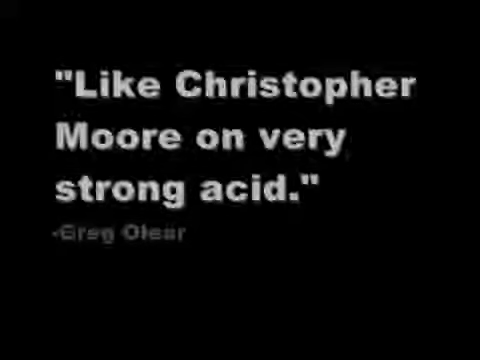 "Like Christopher
Moore on very
strong acid."
-Greg Olear